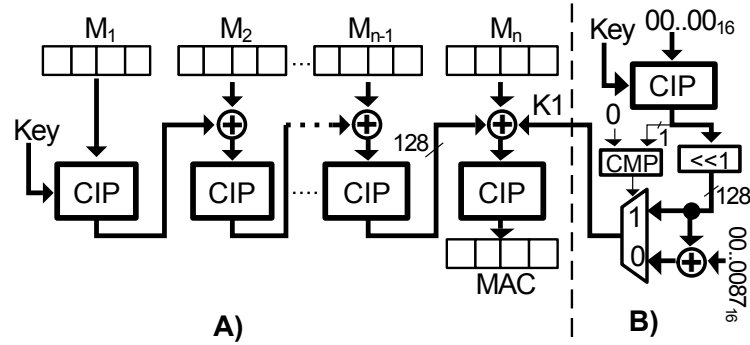 M₁ M₂ ... Mₙ₋₁ Mₙ
Key CIP CIP .... CIP CIP
128
MAC
A)
Key 00..00₁₆
CIP
K1 0 1
CMP <<1
128
1
0
00..0087₁₆
B)